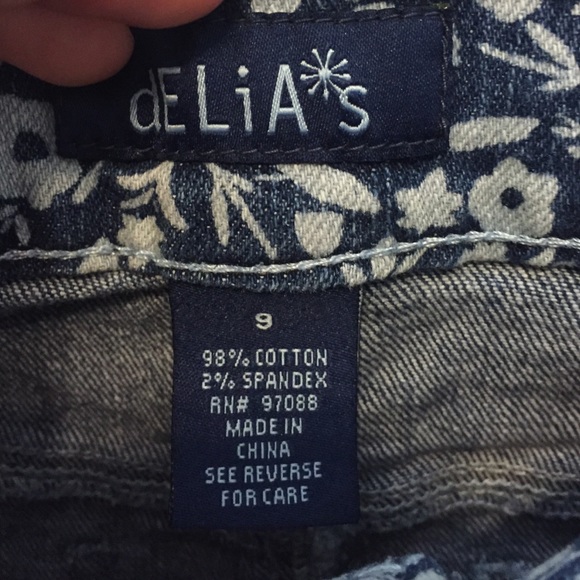 dELiA*s
9
98% COTTON
2% SPANDEX
RN# 97088
MADE IN
CHINA
SEE REVERSE
FOR CARE